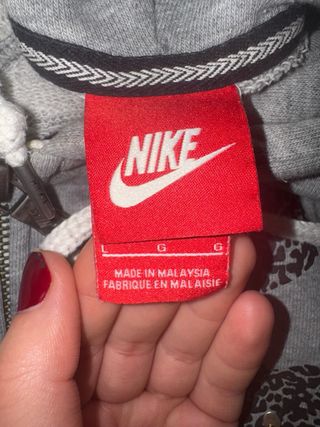 NIKE
L G G
MADE IN MALAYSIA
FABRIQUE EN MALAISIE